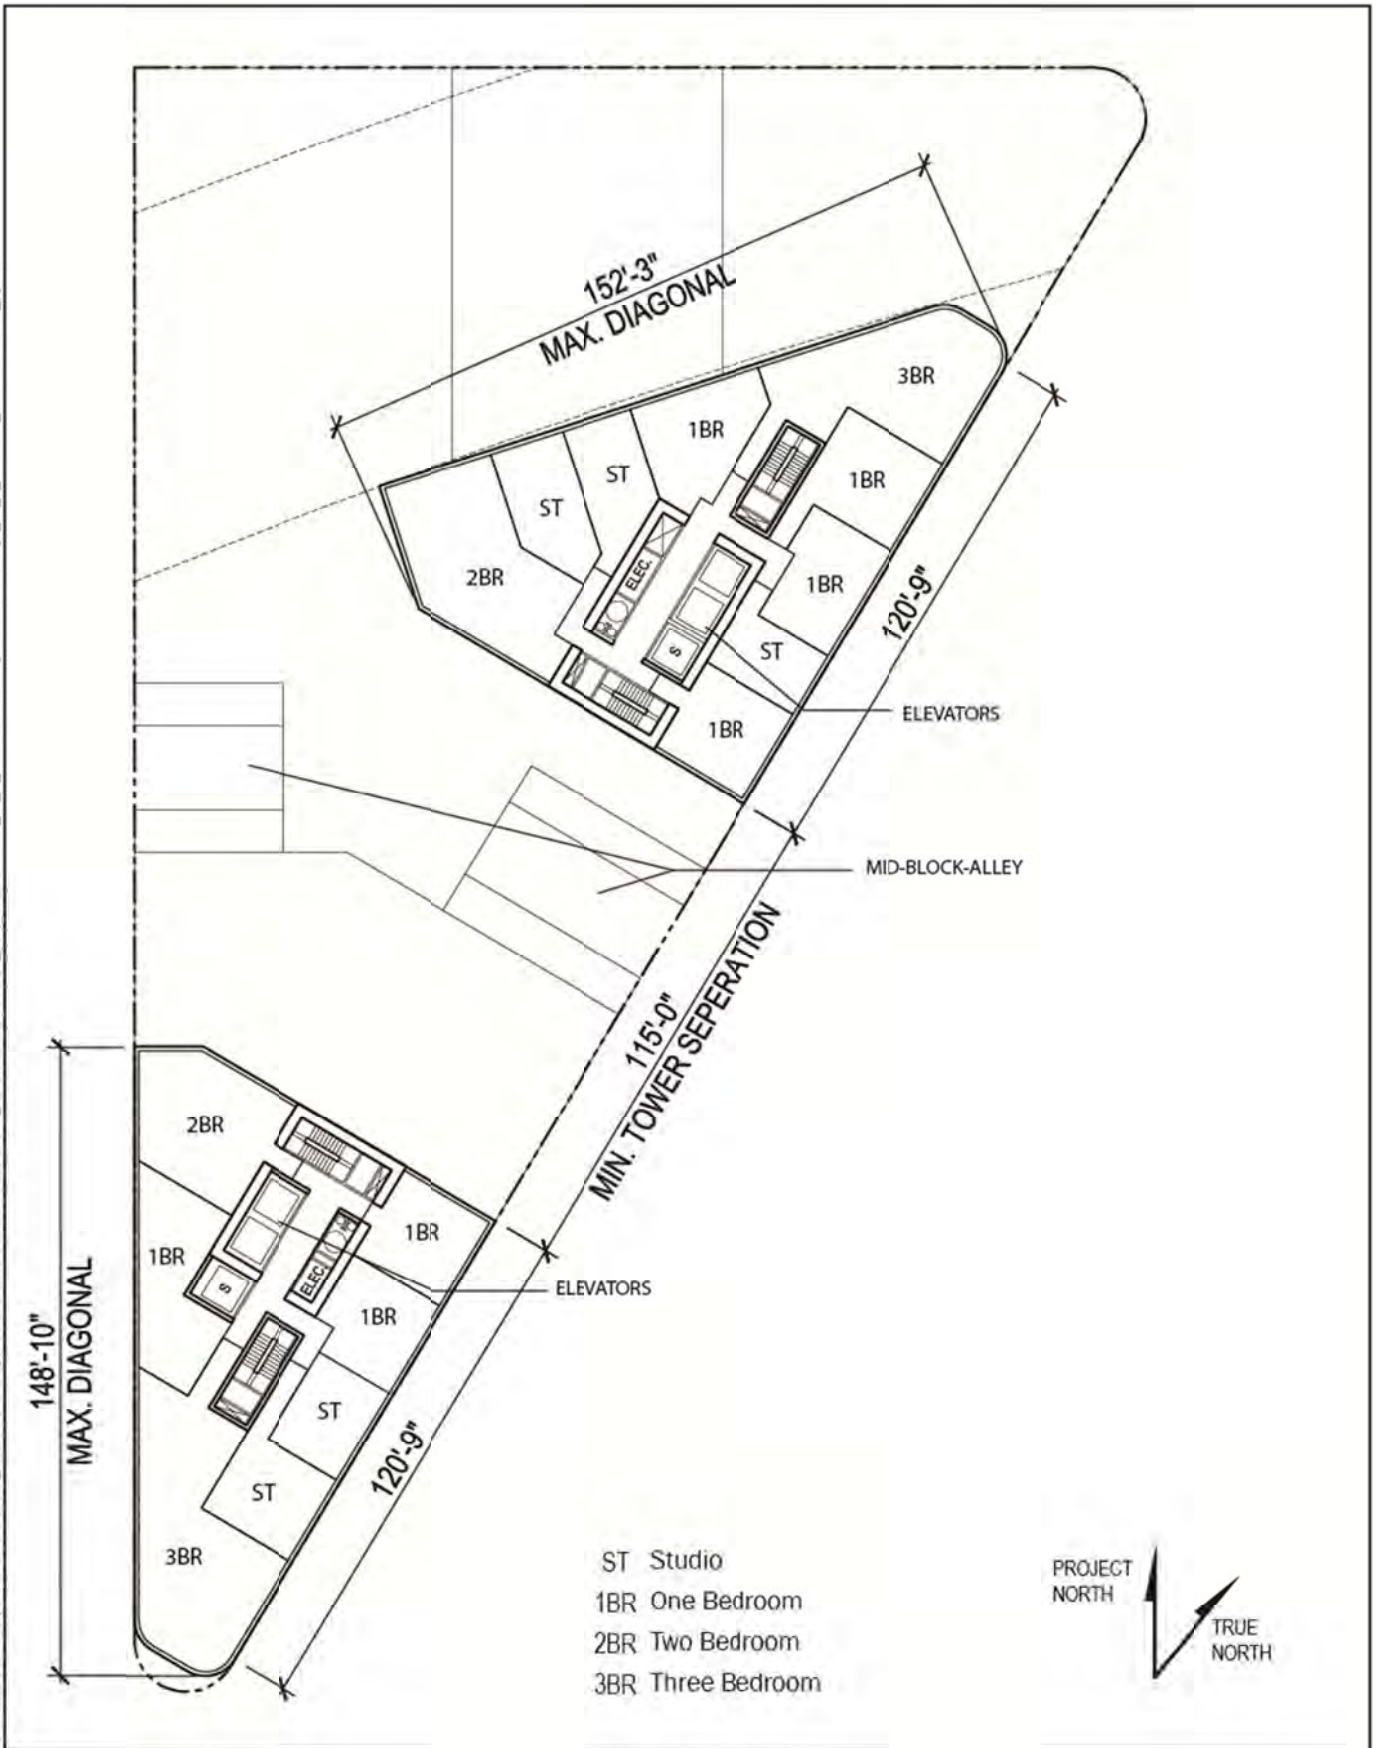 152'-3"
MAX. DIAGONAL
3BR
1BR
1BR
ST
ST
1BR
2BR
ELEC.
S
ST
1BR
120'-9"
ELEVATORS
MID-BLOCK-ALLEY
115'-0"
MIN. TOWER SEPERATION
2BR
1BR
1BR
S
ELEC.
ELEVATORS
1BR
148'-10"
MAX. DIAGONAL
ST
120'-9"
ST
3BR
ST Studio
1BR One Bedroom
2BR Two Bedroom
3BR Three Bedroom
PROJECT
NORTH
TRUE
NORTH